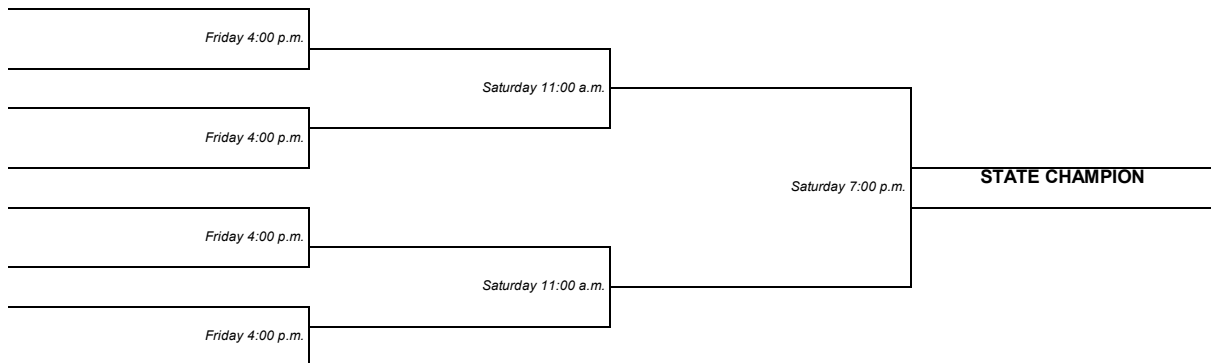 Friday 4:00 p.m.
Saturday 11:00 a.m.
Friday 4:00 p.m.
STATE CHAMPION
Saturday 7:00 p.m.
Friday 4:00 p.m.
Saturday 11:00 a.m.
Friday 4:00 p.m.